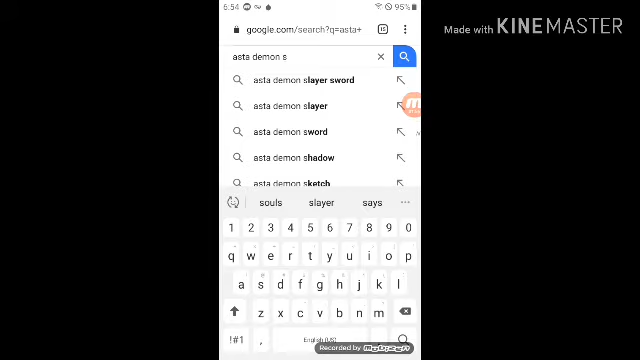 6:54
95%
Made with KINEMASTER
google.com/search?q=asta+
15
asta demon s
asta demon slayer sword
asta demon slayer
asta demon sword
asta demon shadow
asta demon sketch
souls slayer says
1 2 3 4 5 6 7 8 9 0
q w e r t y u i o p
a s d f g h j k l
z x c v b n m
!#1 , English (US)
Recorded by